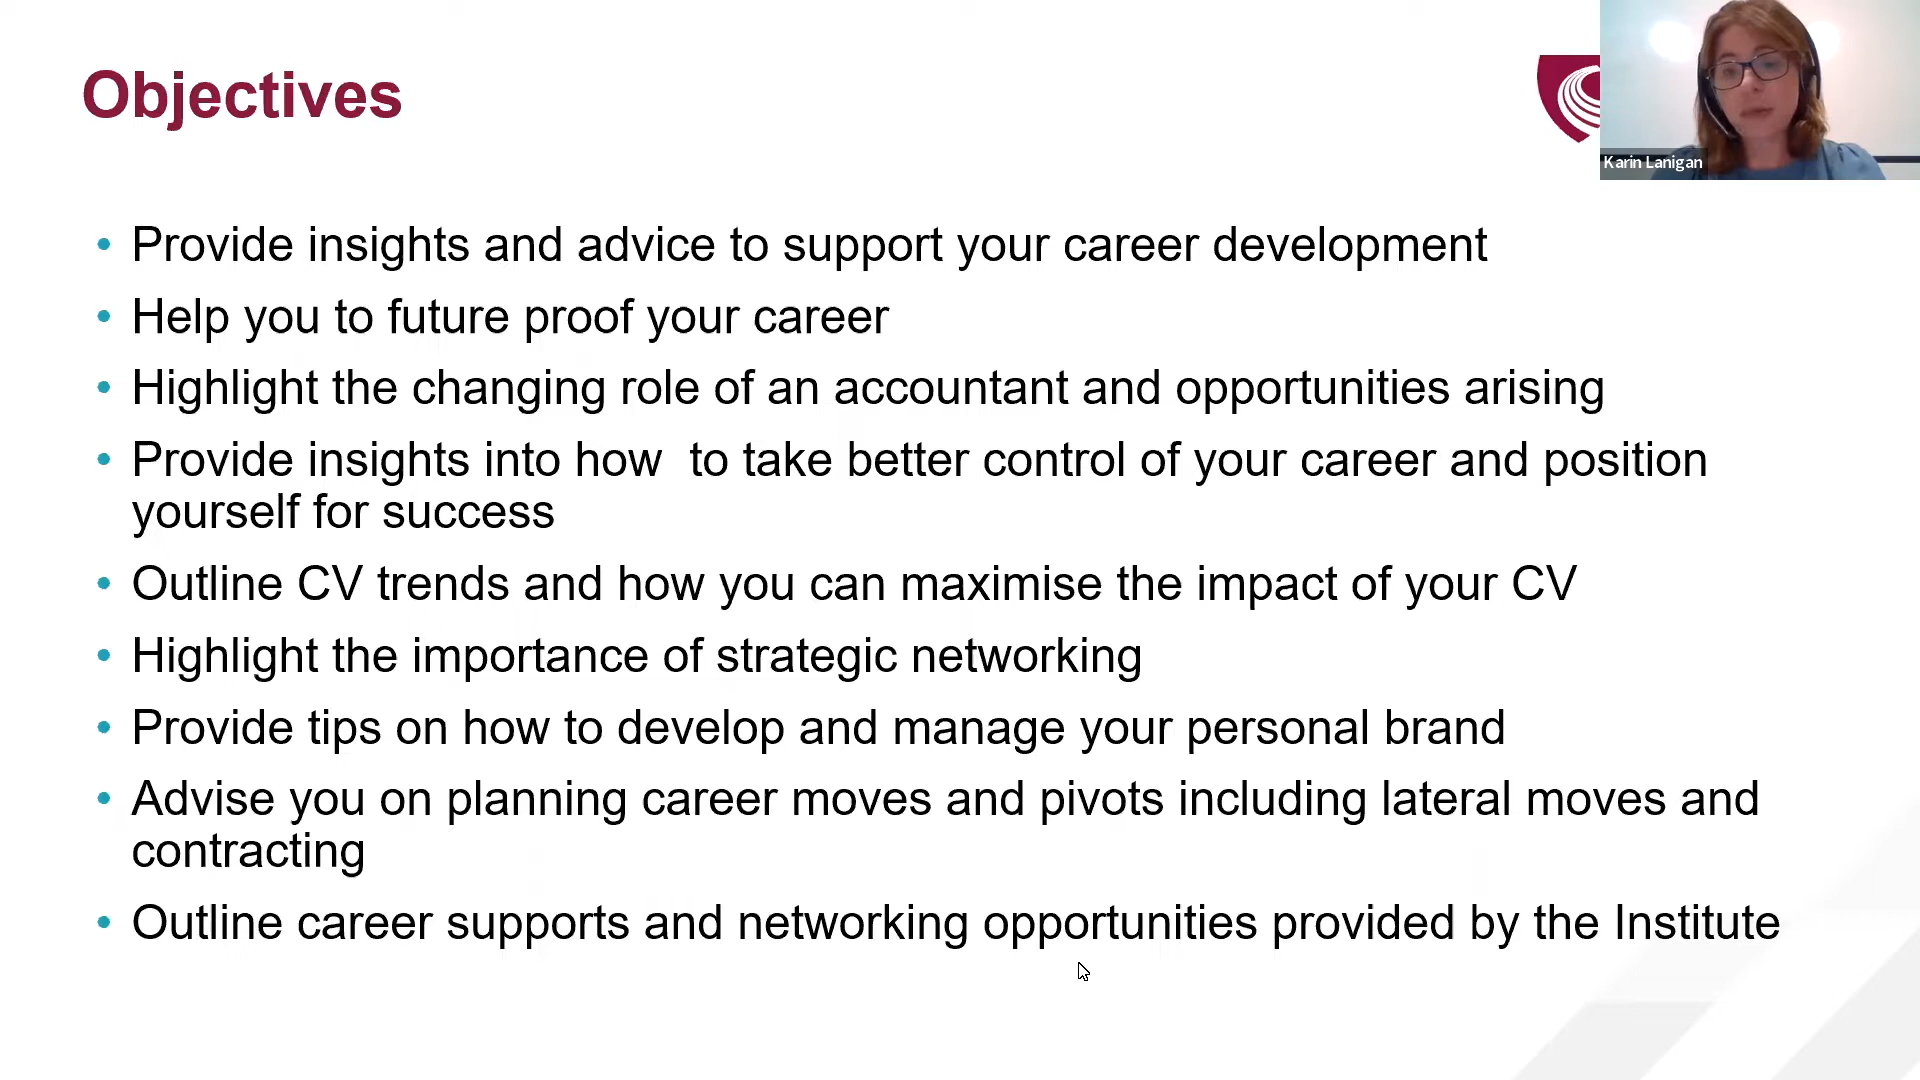 Objectives
Karin Lanigan
• Provide insights and advice to support your career development
• Help you to future proof your career
• Highlight the changing role of an accountant and opportunities arising
• Provide insights into how  to take better control of your career and position
yourself for success
• Outline CV trends and how you can maximise the impact of your CV
• Highlight the importance of strategic networking
• Provide tips on how to develop and manage your personal brand
• Advise you on planning career moves and pivots including lateral moves and
contracting
• Outline career supports and networking opportunities provided by the Institute